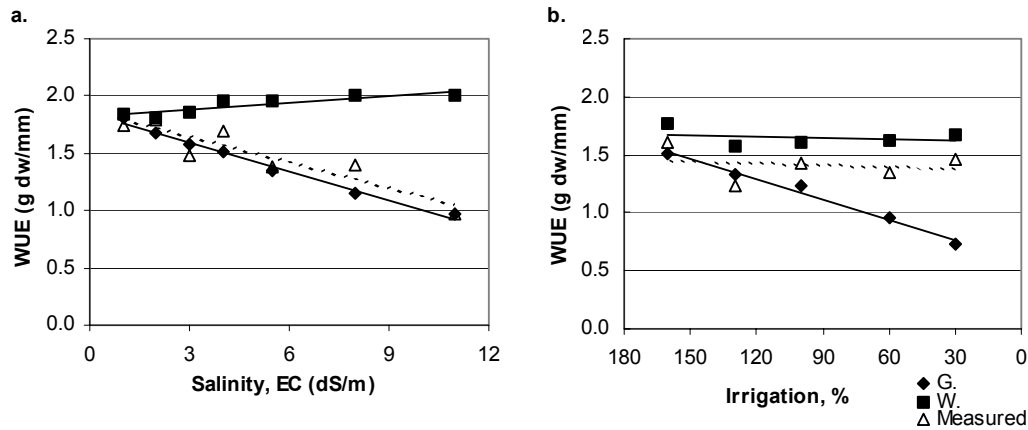 a.
2.5
2.0
1.5
1.0
0.5
0.0
WUE (g dw/mm)
0 3 6 9 12
Salinity, EC (dS/m)
b.
2.5
2.0
1.5
1.0
0.5
0.0
WUE (g dw/mm)
180 150 120 90 60 30 0
Irrigation, %
G.
W.
Measured